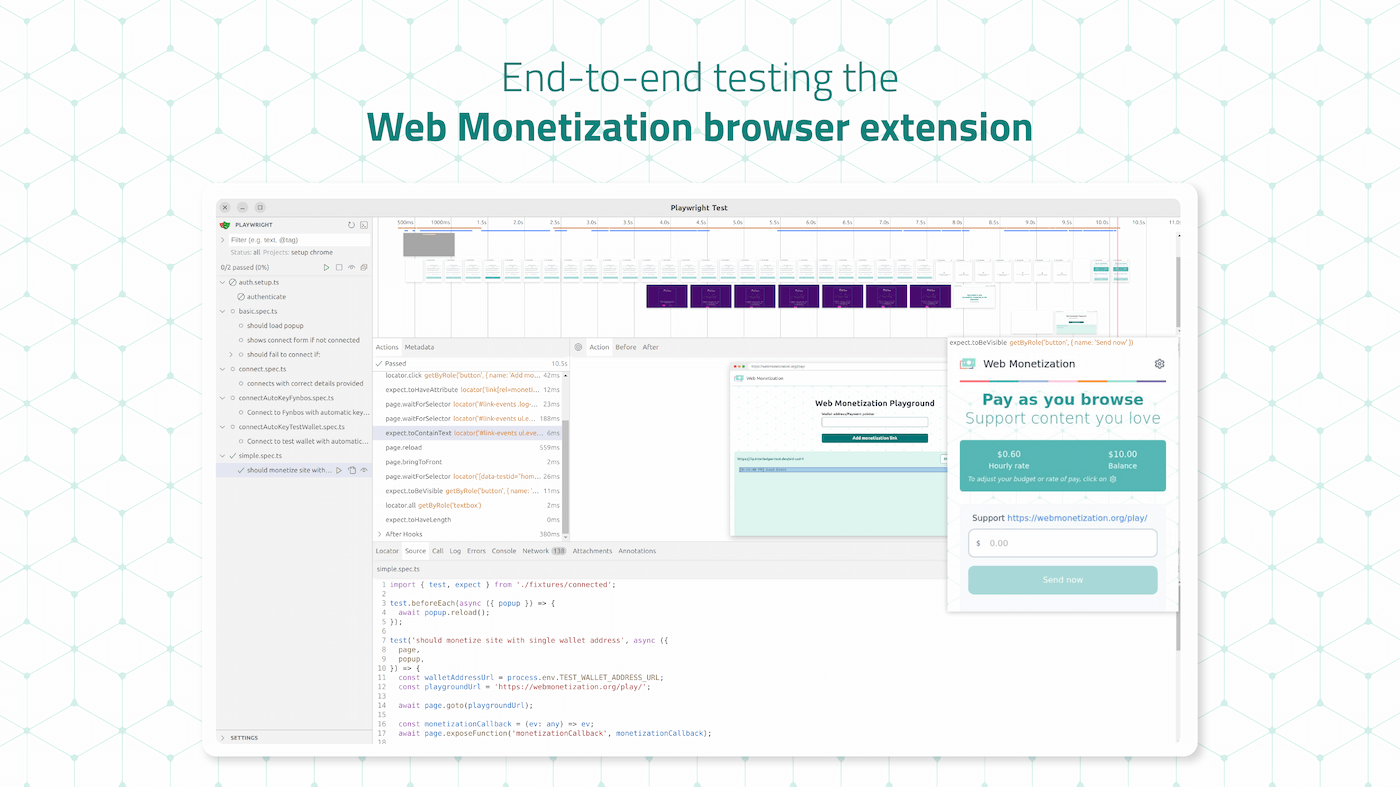 End-to-end testing the
Web Monetization browser extension
Playwright Test
PLAYWRIGHT
Filter (e.g. text, @tag)
Status: all Projects: setup chrome
0/2 passed (0%)
auth.setup.ts
authenticate
basic.spec.ts
should load popup
shows connect form if not connected
should fail to connect if:
connect.spec.ts
connects with correct details provided
connectAutoKeyFynbos.spec.ts
Connect to Fynbos with automatic key...
connectAutoKeyTestWallet.spec.ts
Connect to test wallet with automatic...
simple.spec.ts
should monetize site with...
SETTINGS
500ms 1000ms 1.5s 2.0s 2.5s 3.0s 3.5s 4.0s 4.5s 5.0s 5.5s 6.0s 6.5s 7.0s 7.5s 8.0s 8.5s 9.0s 9.5s 10.0s 10.5s 11.0s
Actions Metadata
Passed 10.5s
locator.click getByRole('button', { name: 'Add mo... 42ms
expect.toHaveAttribute locator('link[rel=moneti... 12ms
page.waitForSelector locator('#link-events .log-... 23ms
page.waitForSelector locator('#link-events ul.e... 188ms
expect.toContainText locator('#link-events ul.eve... 6ms
page.reload 559ms
page.bringToFront 2ms
page.waitForSelector locator('[data-testid="hom... 26ms
expect.toBeVisible getByRole('button', { name: '... 11ms
locator.all getByRole('textbox')
expect.toHaveLength 0ms
After Hooks 380ms
Action Before After
https://webmonetization.org/play/
Web Monetization
Web Monetization Playground
Wallet address/Payment pointer
Add monetization link
expect.toBeVisible getByRole('button', { name: 'Send now' })
Web Monetization
Pay as you browse
Support content you love
$0.60 $10.00
Hourly rate Balance
To adjust your budget or rate of pay, click on
Support https://webmonetization.org/play/
$ 0.00
Send now
Locator Source Call Log Errors Console Network 138 Attachments Annotations
simple.spec.ts
1 import { test, expect } from './fixtures/connected';
2
3 test.beforeEach(async ({ popup }) => {
4 await popup.reload();
5 });
6
7 test('should monetize site with single wallet address', async ({
8 page,
9 popup,
10 }) => {
11 const walletAddressUrl = process.env.TEST_WALLET_ADDRESS_URL;
12 const playgroundUrl = 'https://webmonetization.org/play/';
13
14 await page.goto(playgroundUrl);
15
16 const monetizationCallback = (ev: any) => ev;
17 await page.exposeFunction('monetizationCallback', monetizationCallback);
18